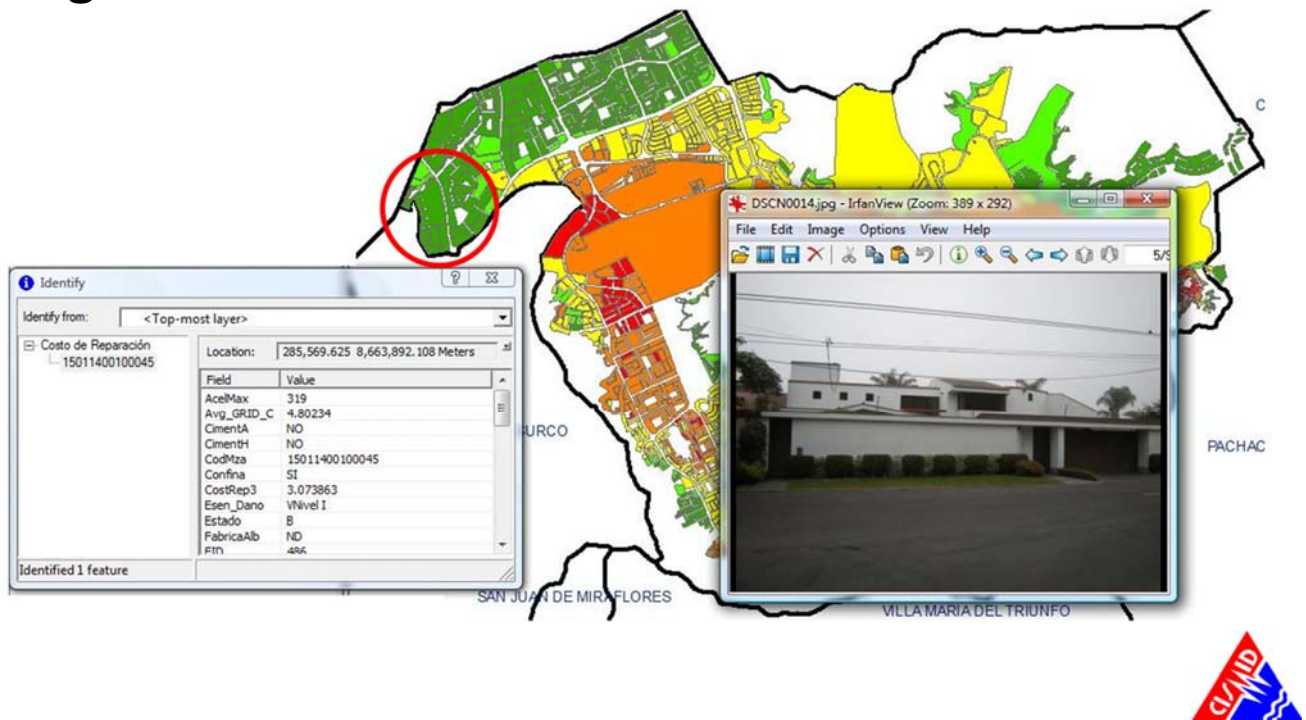 C
DSCN0014.jpg - IrfanView (Zoom: 389 x 292)
File Edit Image Options View Help
Identify
Identify from: <Top-most layer>
Costo de Reparación
15011400100045
Location: 285,569.625 8,663,892.108 Meters
Field Value
AcelMax 319
Avg_GRID_C 4.80234
CimentA NO
CimentH NO
CodMza 15011400100045
Confina SI
CostRep3 3.073863
Esen_Dano VNivel I
Estado B
FabricaAlb ND
FID 486
Identified 1 feature
PACHAC
SAN JUAN DE MIRAFLORES
VILLA MARIA DEL TRIUNFO
CISMID